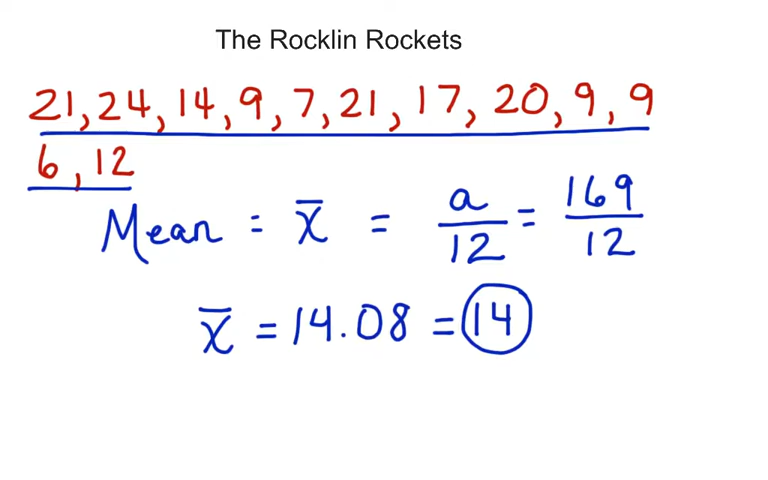 The Rocklin Rockets
21, 24, 14, 9, 7, 21, 17, 20, 9, 9
6, 12
Mean = x̄ = a/12 = 169/12
x̄ = 14.08 = 14